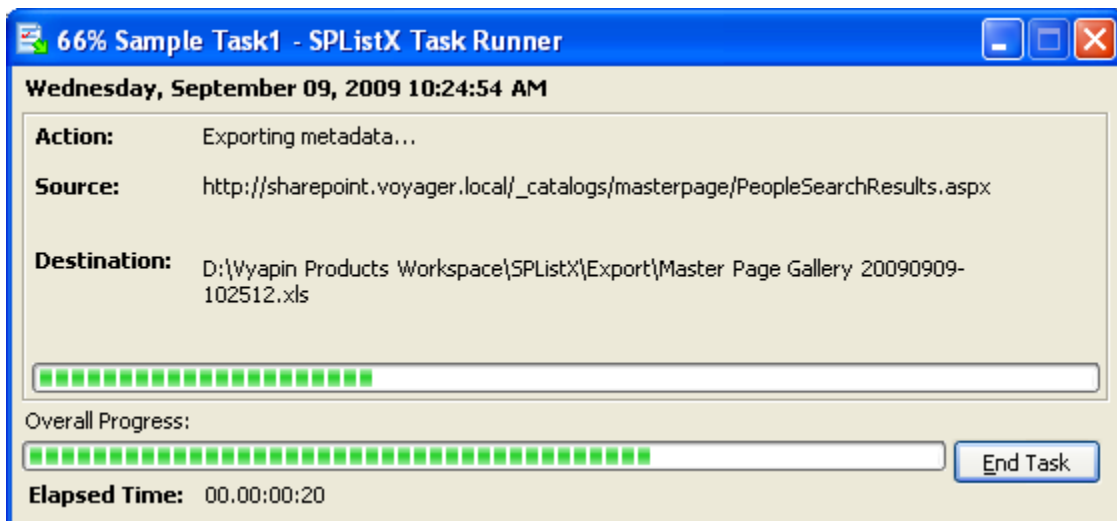 66% Sample Task1 - SPListX Task Runner
Wednesday, September 09, 2009 10:24:54 AM
Action: Exporting metadata...
Source: http://sharepoint.voyager.local/_catalogs/masterpage/PeopleSearchResults.aspx
Destination: D:\Vyapin Products Workspace\SPListX\Export\Master Page Gallery 20090909-
102512.xls
Overall Progress:
End Task
Elapsed Time: 00.00:00:20